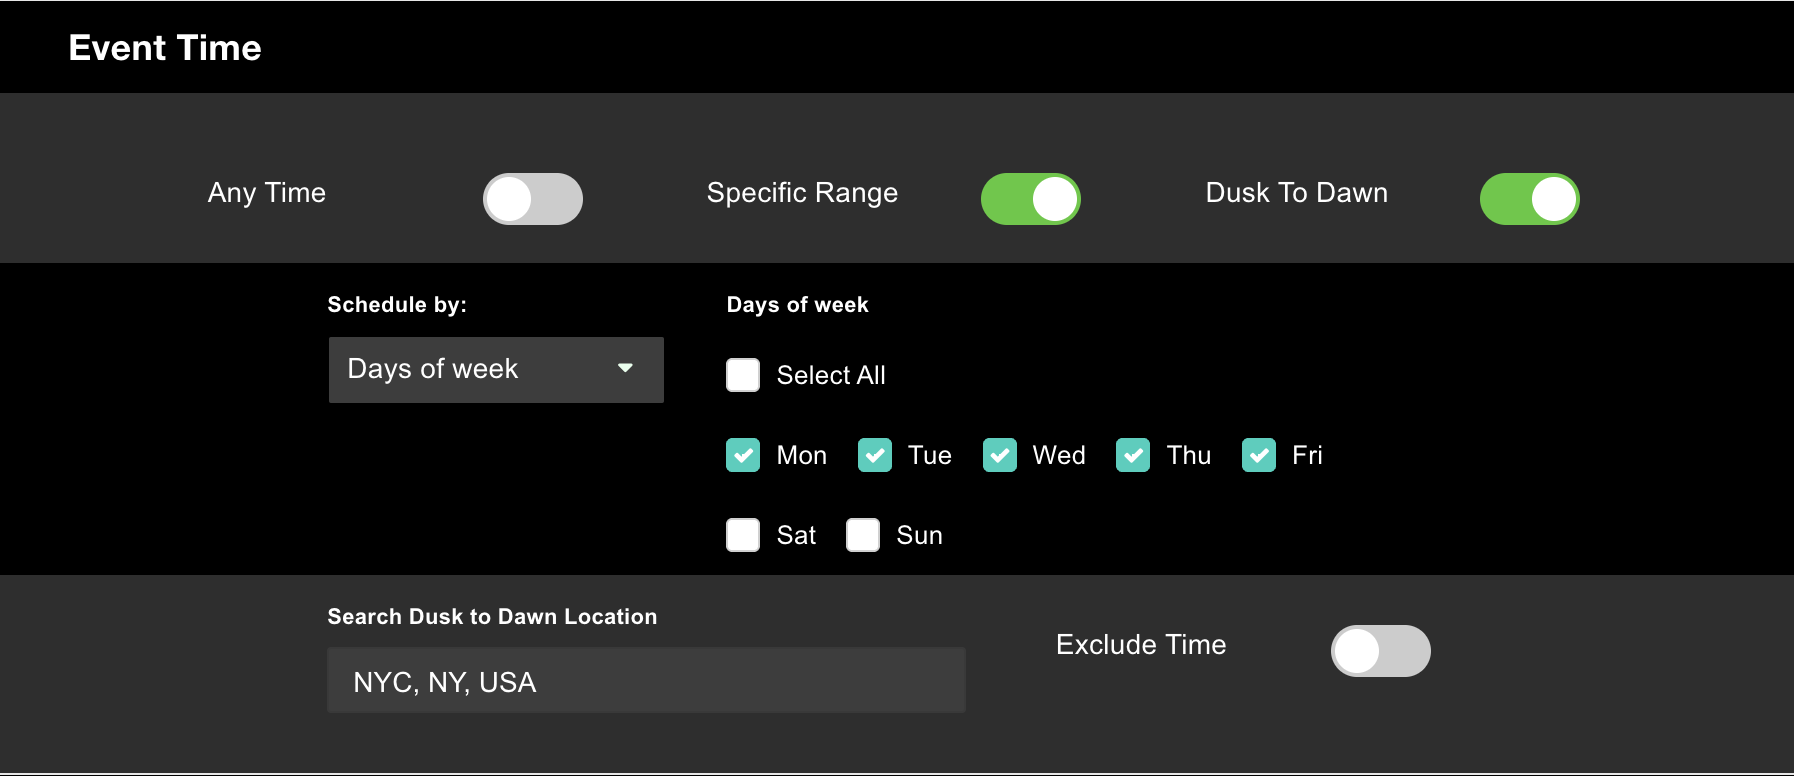 Event Time
Any Time Specific Range Dusk To Dawn
Schedule by: Days of week
Days of week
Select All
Mon Tue Wed Thu Fri
Sat Sun
Search Dusk to Dawn Location
Exclude Time
NYC, NY, USA